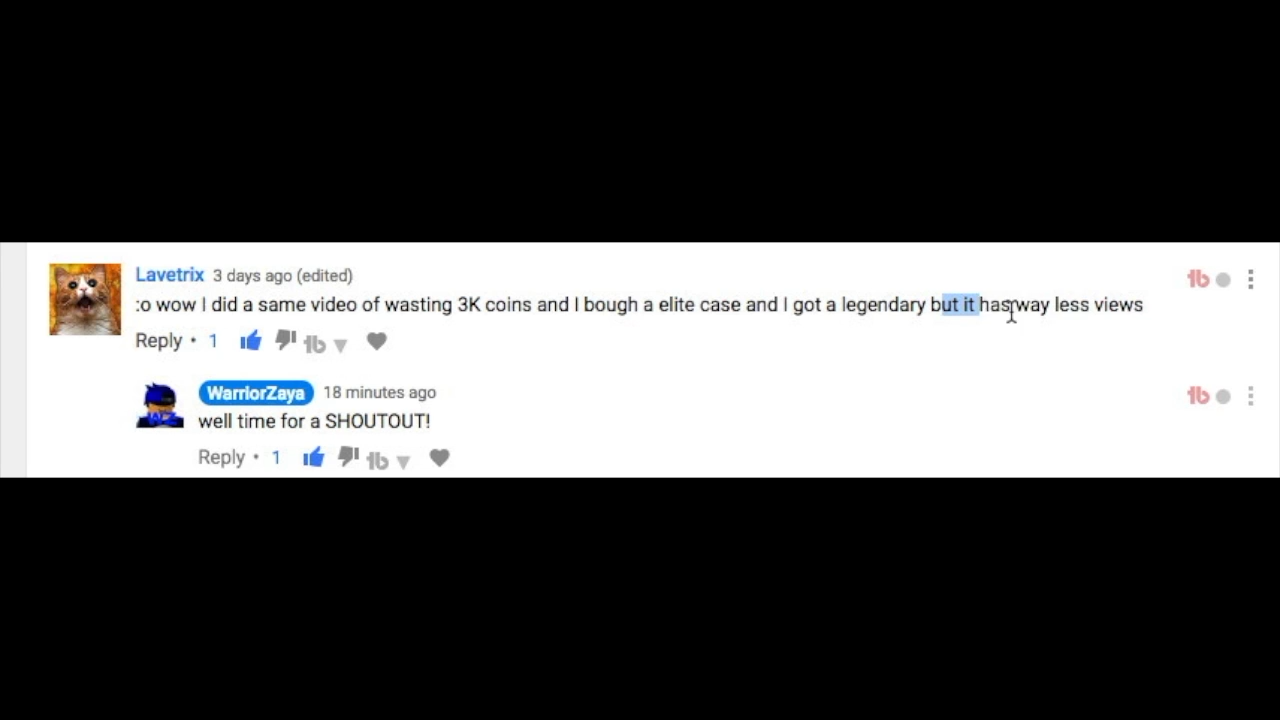 Lavetrix 3 days ago (edited)
:o wow I did a same video of wasting 3K coins and I bough a elite case and I got a legendary but it has way less views
Reply • 1
WarriorZaya 18 minutes ago
well time for a SHOUTOUT!
Reply • 1